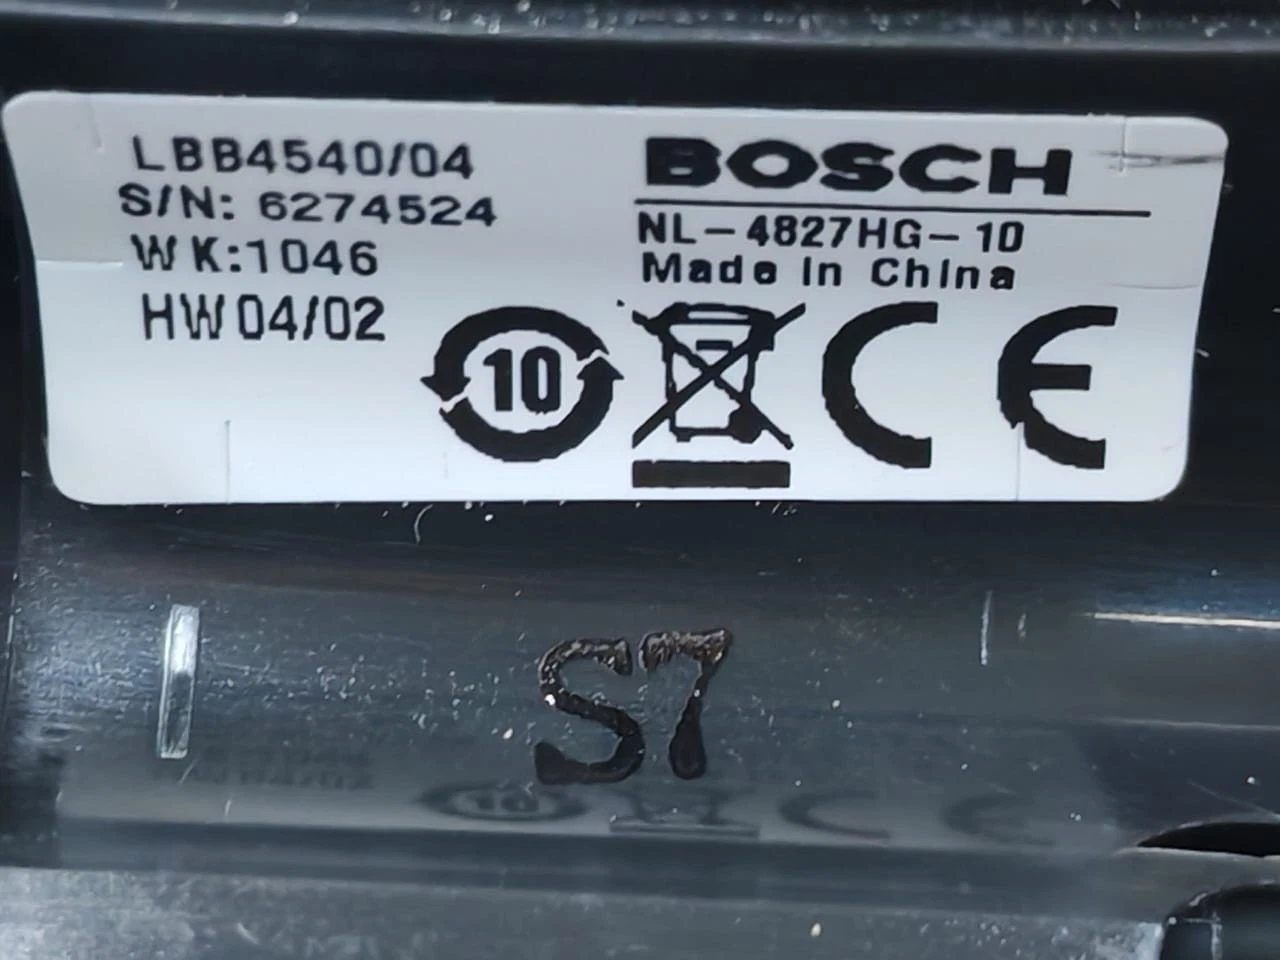 LBB4540/04
S/N: 6274524
WK:1046
HW04/02
BOSCH
NL-4827HG-10
Made in China
10
CE
S7